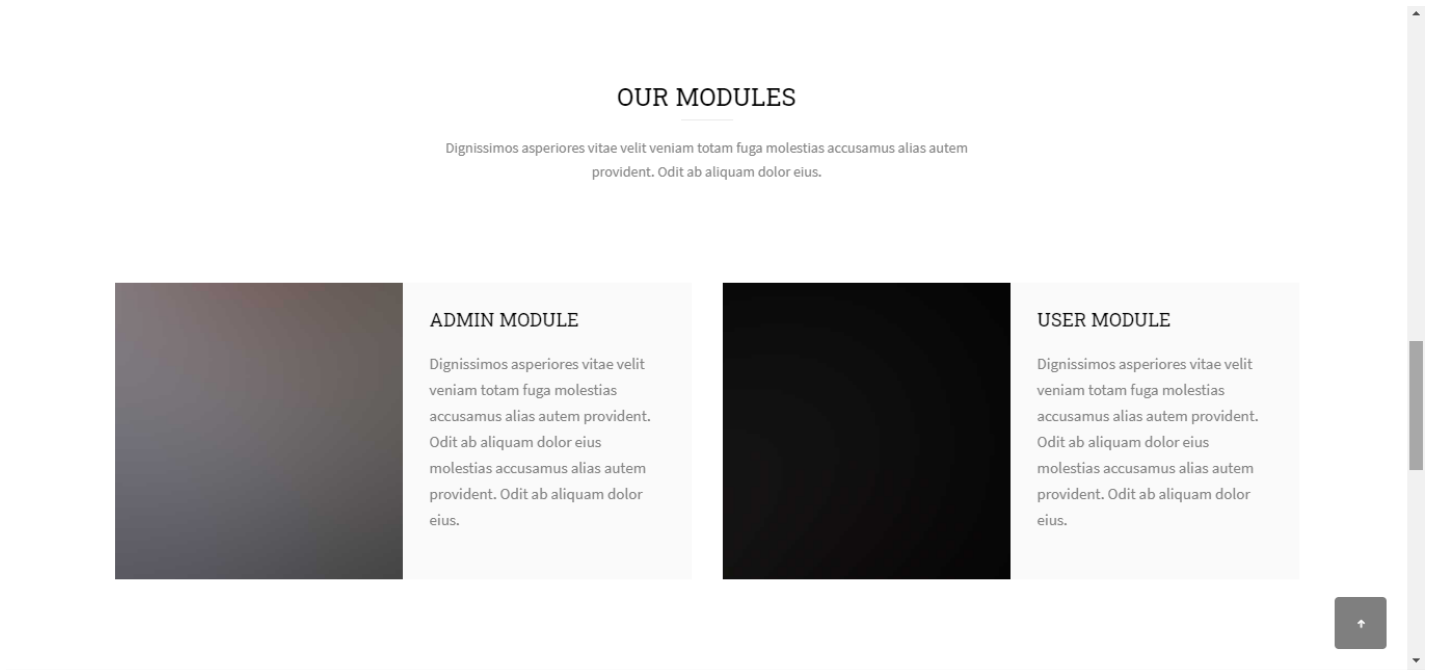 OUR MODULES
Dignissimos asperiores vitae velit veniam totam fuga molestias accusamus alias autem
provident. Odit ab aliquam dolor eius.
ADMIN MODULE
Dignissimos asperiores vitae velit
veniam totam fuga molestias
accusamus alias autem provident.
Odit ab aliquam dolor eius
molestias accusamus alias autem
provident. Odit ab aliquam dolor
eius.
USER MODULE
Dignissimos asperiores vitae velit
veniam totam fuga molestias
accusamus alias autem provident.
Odit ab aliquam dolor eius
molestias accusamus alias autem
provident. Odit ab aliquam dolor
eius.